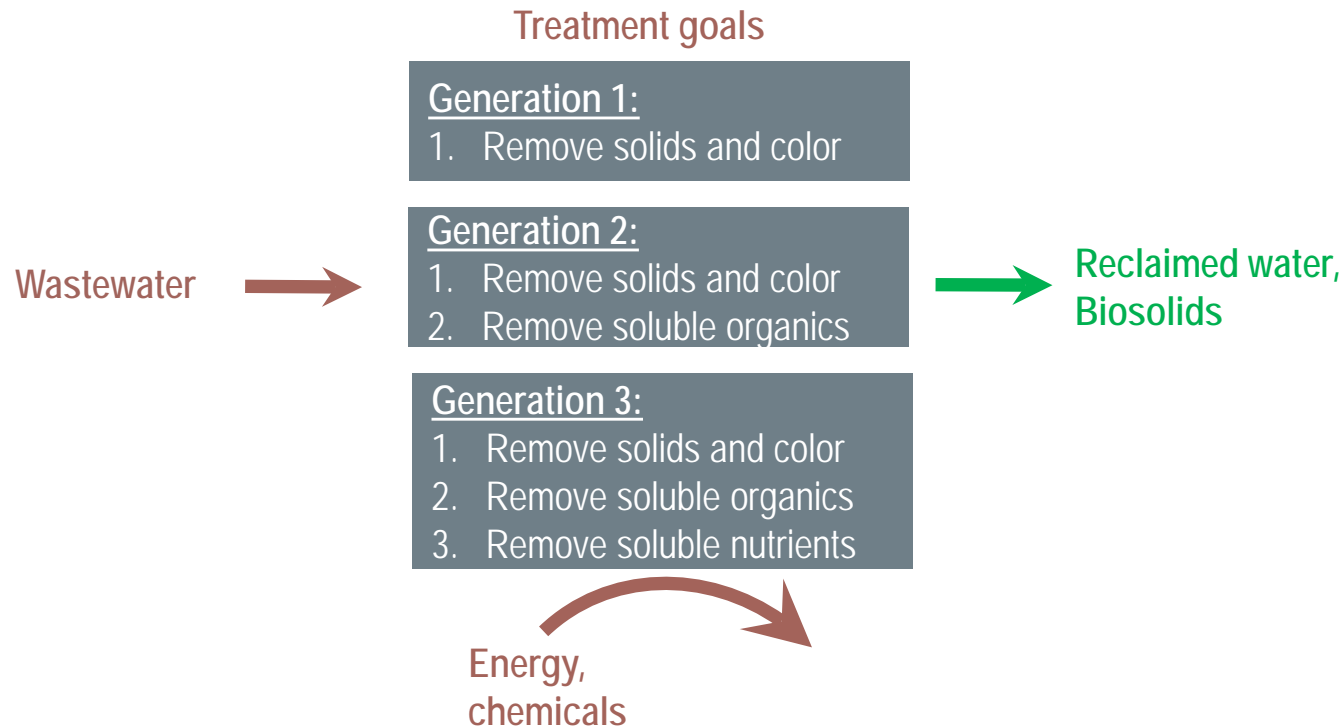 Treatment goals
Generation 1:
1. Remove solids and color
Generation 2:
1. Remove solids and color
2. Remove soluble organics
Wastewater
Reclaimed water,
Biosolids
Generation 3:
1. Remove solids and color
2. Remove soluble organics
3. Remove soluble nutrients
Energy,
chemicals